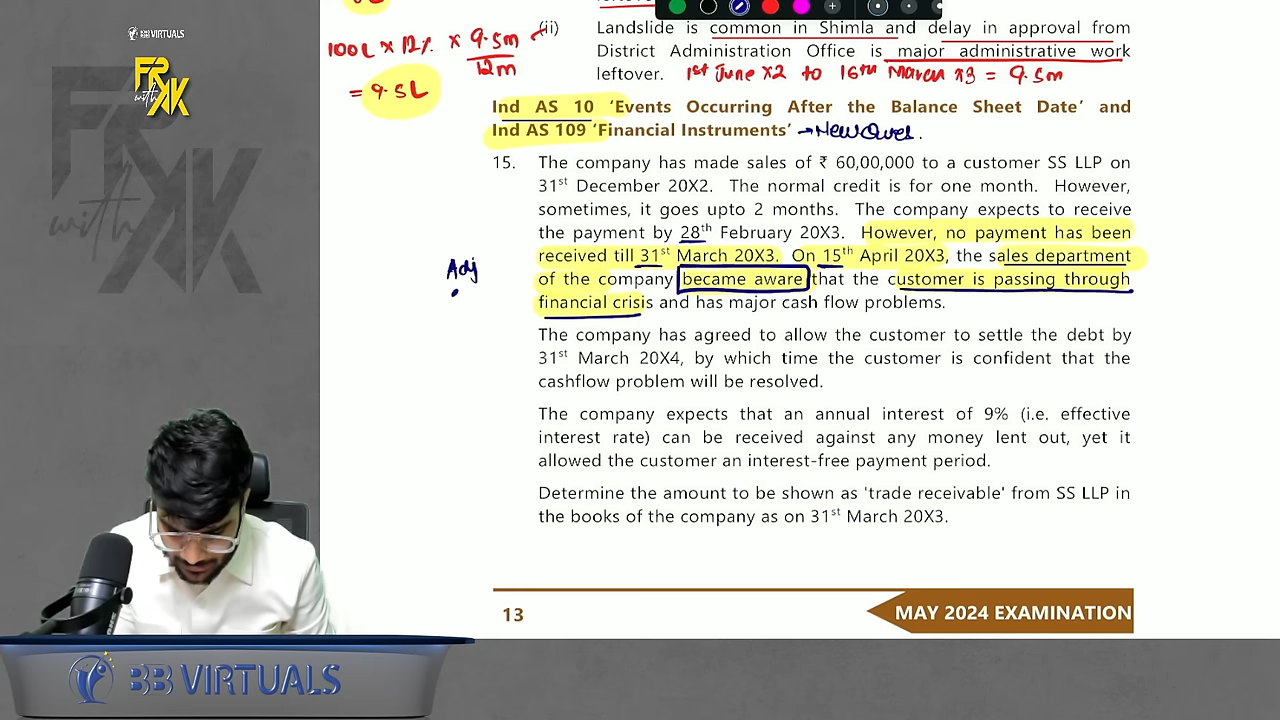 BB VIRTUALS
FR
with
AK
FR
with
AK
100L x 12% x 9.5m
12m
= 9.5L
(ii) Landslide is common in Shimla and delay in approval from
District Administration Office is major administrative work
leftover. 1st June X2 to 16th March X3 = 9.5m
Ind AS 10 ‘Events Occurring After the Balance Sheet Date’ and
Ind AS 109 ‘Financial Instruments’
15. The company has made sales of ₹ 60,00,000 to a customer SS LLP on
31st December 20X2. The normal credit is for one month. However,
sometimes, it goes upto 2 months. The company expects to receive
the payment by 28th February 20X3. However, no payment has been
received till 31st March 20X3. On 15th April 20X3, the sales department
Adj
of the company became aware that the customer is passing through
financial crisis and has major cash flow problems.
The company has agreed to allow the customer to settle the debt by
31st March 20X4, by which time the customer is confident that the
cashflow problem will be resolved.
The company expects that an annual interest of 9% (i.e. effective
interest rate) can be received against any money lent out, yet it
allowed the customer an interest-free payment period.
Determine the amount to be shown as 'trade receivable' from SS LLP in
the books of the company as on 31st March 20X3.
13
MAY 2024 EXAMINATION
BB VIRTUALS